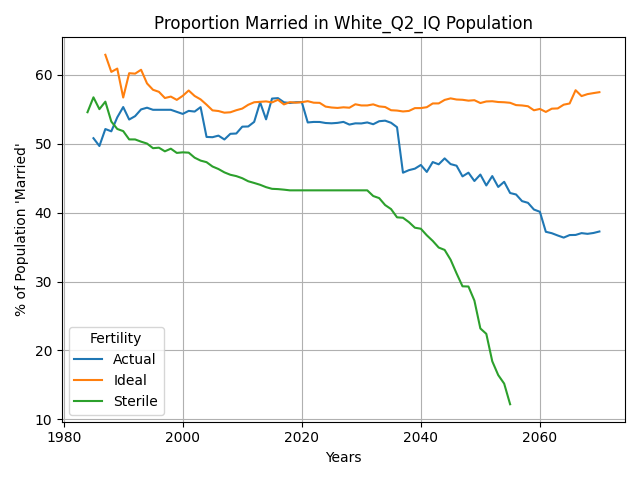 Proportion Married in White_Q2_IQ Population
% of Population 'Married'
60
50
40
30
20
10
Fertility
Actual
Ideal
Sterile
1980
2000
2020
2040
2060
Years